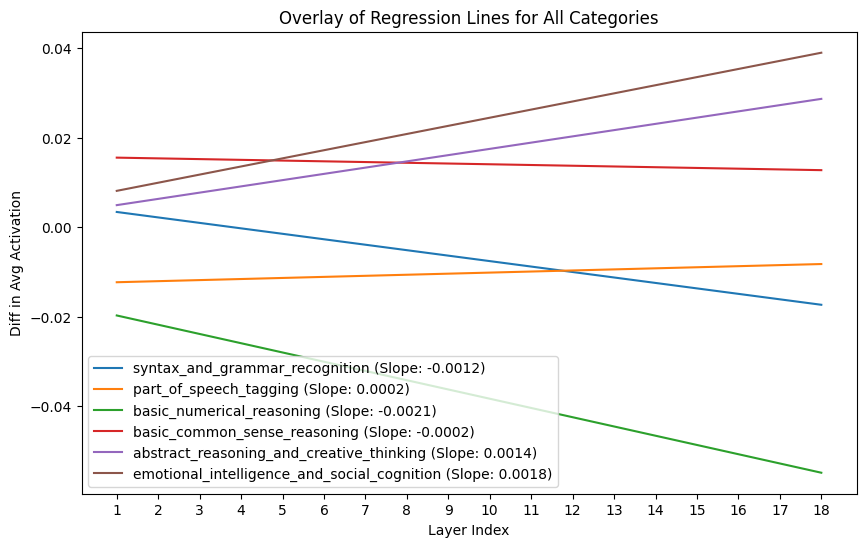 Overlay of Regression Lines for All Categories
0.04
0.02
0.00
−0.02
−0.04
Diff in Avg Activation
syntax_and_grammar_recognition (Slope: -0.0012)
part_of_speech_tagging (Slope: 0.0002)
basic_numerical_reasoning (Slope: -0.0021)
basic_common_sense_reasoning (Slope: -0.0002)
abstract_reasoning_and_creative_thinking (Slope: 0.0014)
emotional_intelligence_and_social_cognition (Slope: 0.0018)
1 2 3 4 5 6 7 8 9 10 11 12 13 14 15 16 17 18
Layer Index